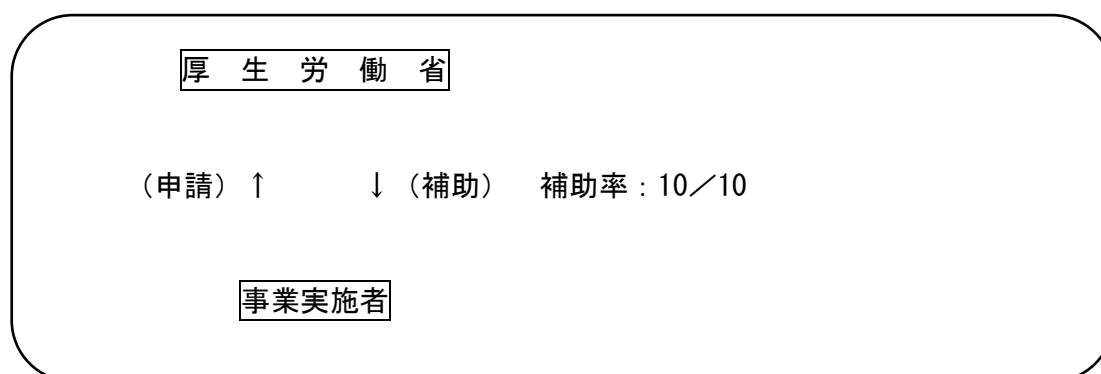 厚 生 労 働 省
（申請）↑ ↓（補助） 補助率：10／10
事業実施者